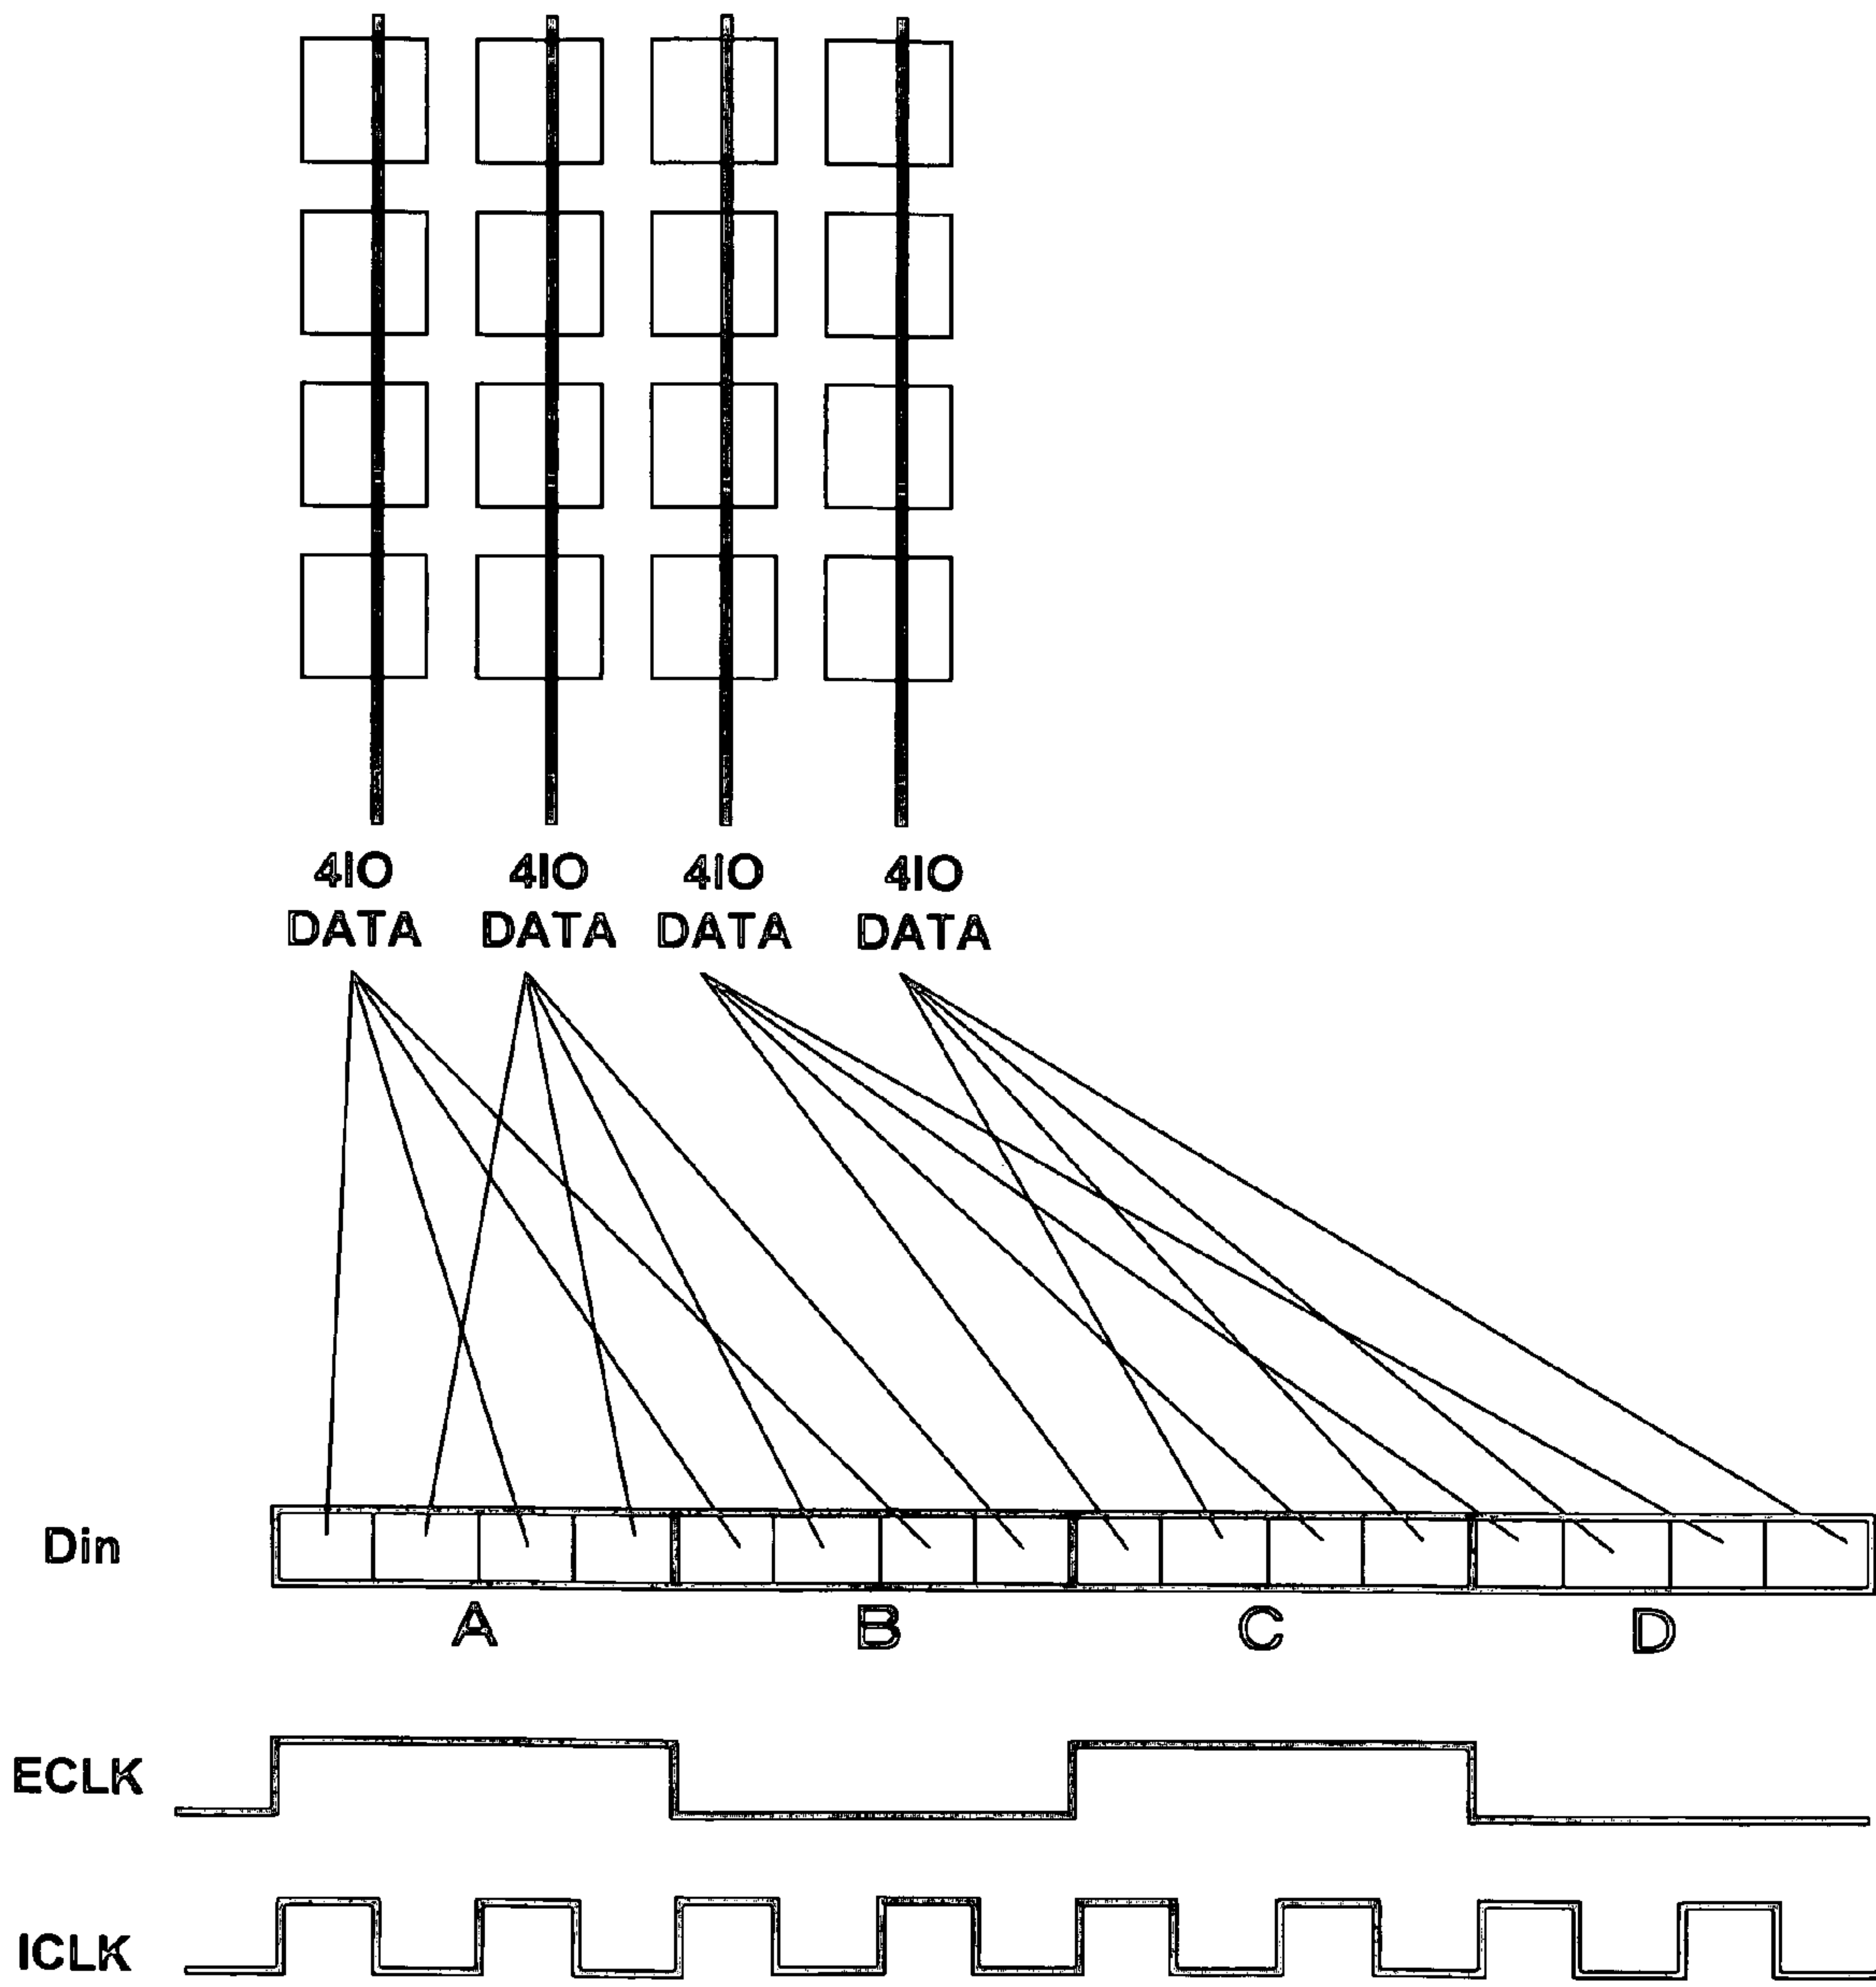 4IO 4IO 4IO 4IO
DATA DATA DATA DATA
Din
A B C D
ECLK
ICLK